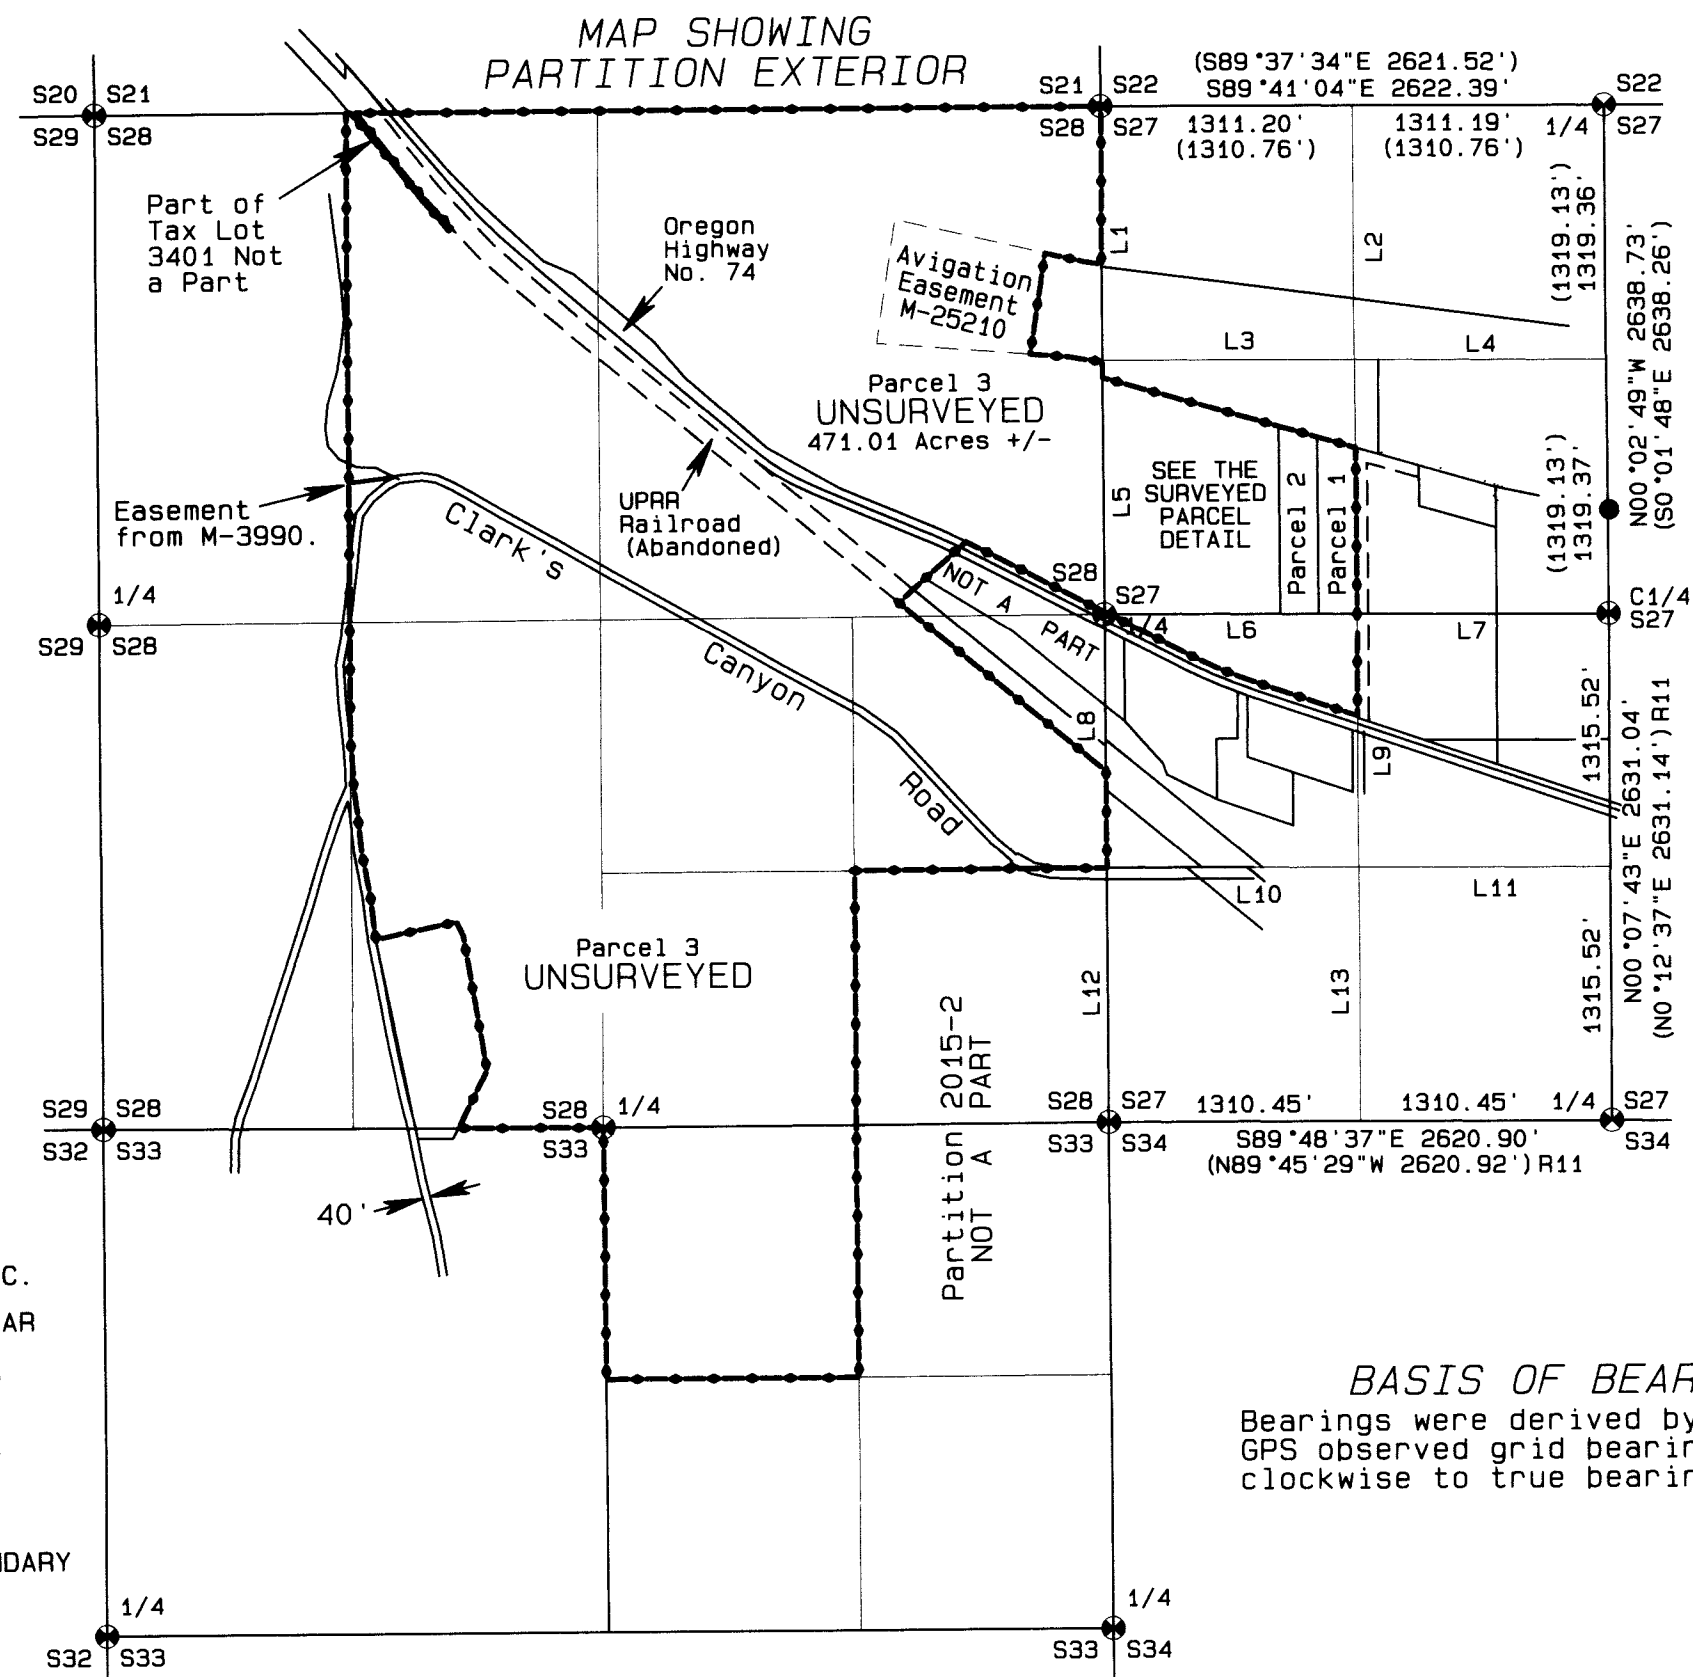 MAP SHOWING
PARTITION EXTERIOR
(S89°37'34"E 2621.52')
S89°41'04"E 2622.39'
S20 S21
S29 S28
S21 S22
S28 S27
S22
1/4 S27
1311.20'
(1310.76')
1311.19'
(1310.76')
(1319.13')
1319.36'
N00°02'49"W 2638.73'
(S0°01'48"E 2638.26')
Part of
Tax Lot
3401 Not
a Part
Oregon
Highway
No. 74
Avigation
Easement
M-25210
L1
L2
L3
L4
Parcel 3
UNSURVEYED
471.01 Acres +/-
SEE THE
SURVEYED
PARCEL
DETAIL
Parcel 2
Parcel 1
L5
(1319.13')
1319.37'
Easement
from M-3990.
Clark's
Canyon
Road
UPRR
Railroad
(Abandoned)
NOT A
PART
S28
S27
1/4
1/4
S29 S28
C1/4
S27
L6
L7
L8
L9
1315.52'
N00°07'43"E 2631.04'
(N0°12'37"E 2631.14')R11
L10
L11
Parcel 3
UNSURVEYED
L12
L13
1315.52'
Partition 2015-2
NOT A PART
S29 S28
S32 S33
S28 1/4
S33
S28 S27
S33 S34
1310.45'
1310.45'
1/4 S27
S34
S89°48'37"E 2620.90'
(N89°45'29"W 2620.92')R11
40'
C.
AR
BASIS OF BEAR
Bearings were derived by
GPS observed grid bearin
clockwise to true bearin
NDARY
1/4
S32 S33
1/4
S33 S34